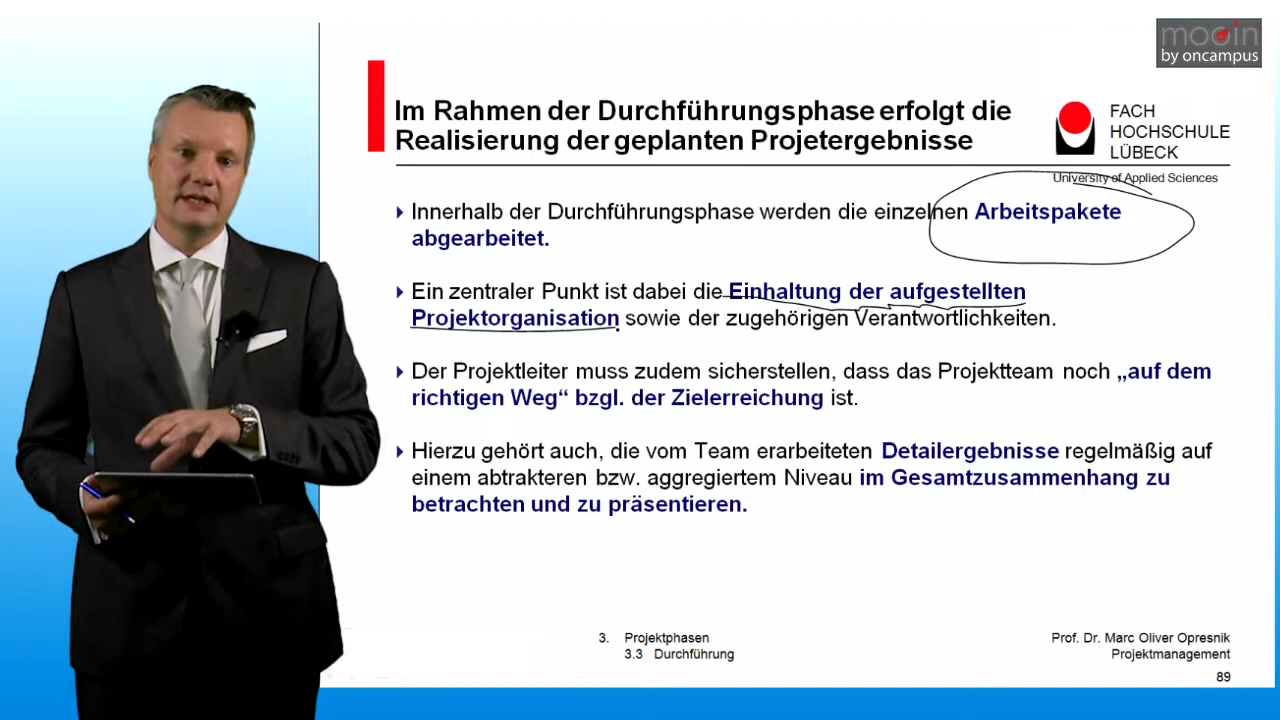 mooin
by oncampus
Im Rahmen der Durchführungsphase erfolgt die
Realisierung der geplanten Projetergebnisse
FACH
HOCHSCHULE
LÜBECK
University of Applied Sciences
Innerhalb der Durchführungsphase werden die einzelnen Arbeitspakete
abgearbeitet.
Ein zentraler Punkt ist dabei die Einhaltung der aufgestellten
Projektorganisation sowie der zugehörigen Verantwortlichkeiten.
Der Projektleiter muss zudem sicherstellen, dass das Projektteam noch „auf dem
richtigen Weg“ bzgl. der Zielerreichung ist.
Hierzu gehört auch, die vom Team erarbeiteten Detailergebnisse regelmäßig auf
einem abtrakteren bzw. aggregiertem Niveau im Gesamtzusammenhang zu
betrachten und zu präsentieren.
3. Projektphasen
3.3 Durchführung
Prof. Dr. Marc Oliver Opresnik
Projektmanagement
89